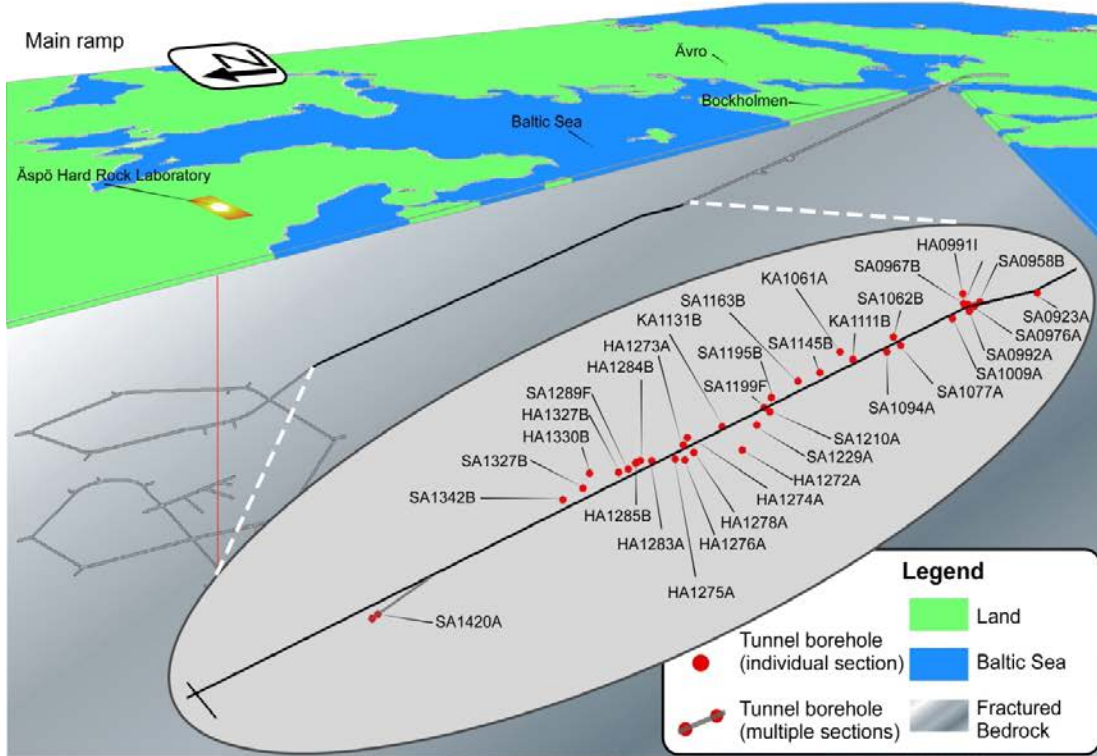 Main ramp
N
Ävro
Bockholmen
Baltic Sea
Äspö Hard Rock Laboratory
HA0991I
SA0967B
SA0958B
KA1061A
SA1163B
SA1062B
SA0923A
KA1131B
KA1111B
SA0976A
HA1273A
SA1195B
SA1145B
SA0992A
HA1284B
SA1009A
SA1289F
SA1199F
SA1077A
HA1327B
SA1094A
HA1330B
SA1210A
SA1327B
SA1229A
SA1342B
HA1272A
HA1274A
HA1285B
HA1278A
HA1283A
HA1276A
HA1275A
SA1420A
Legend
Tunnel borehole
(individual section)
Tunnel borehole
(multiple sections)
Land
Baltic Sea
Fractured
Bedrock